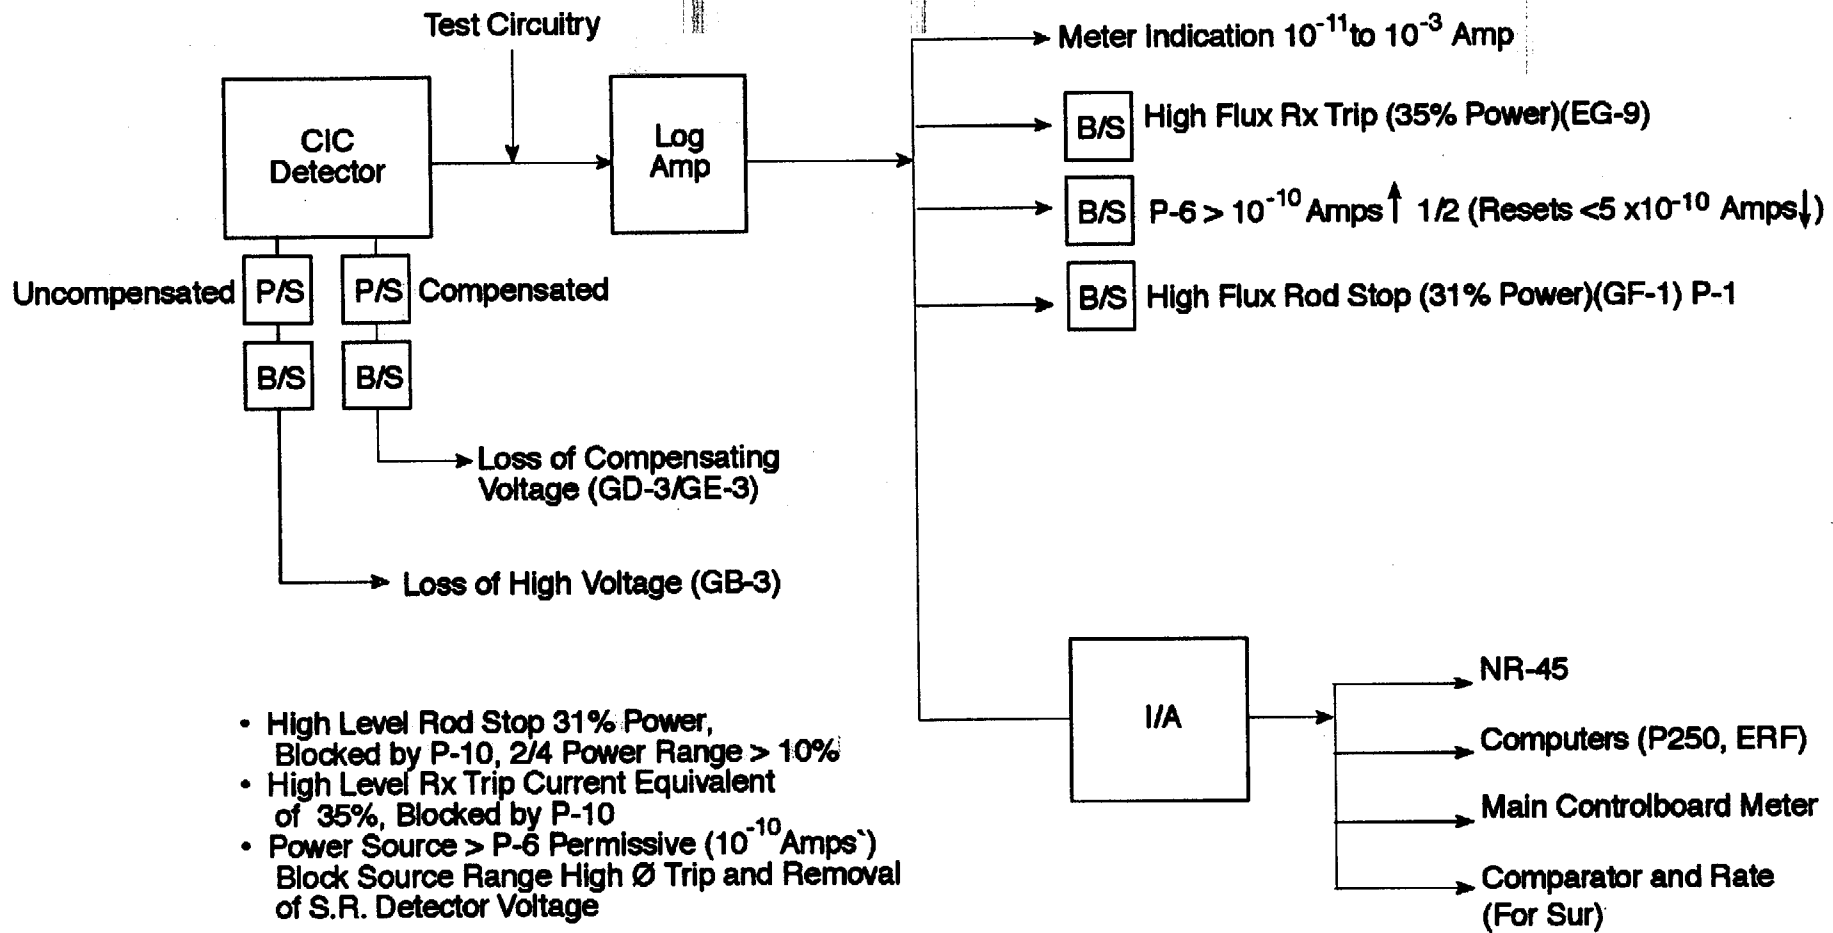 Test Circuitry
Meter Indication 10⁻¹¹ to 10⁻³ Amp
CIC
Detector
Log
Amp
B/S High Flux Rx Trip (35% Power)(EG-9)
B/S P-6 > 10⁻¹⁰ Amps ↑ 1/2 (Resets <5 x10⁻¹⁰ Amps↓)
B/S High Flux Rod Stop (31% Power)(GF-1) P-1
Uncompensated P/S P/S Compensated
B/S B/S
Loss of Compensating
Voltage (GD-3/GE-3)
Loss of High Voltage (GB-3)
I/A
NR-45
Computers (P250, ERF)
Main Controlboard Meter
Comparator and Rate
(For Sur)
• High Level Rod Stop 31% Power,
Blocked by P-10, 2/4 Power Range > 10%
• High Level Rx Trip Current Equivalent
of 35%, Blocked by P-10
• Power Source > P-6 Permissive (10⁻¹⁰ Amps`)
Block Source Range High Ø Trip and Removal
of S.R. Detector Voltage